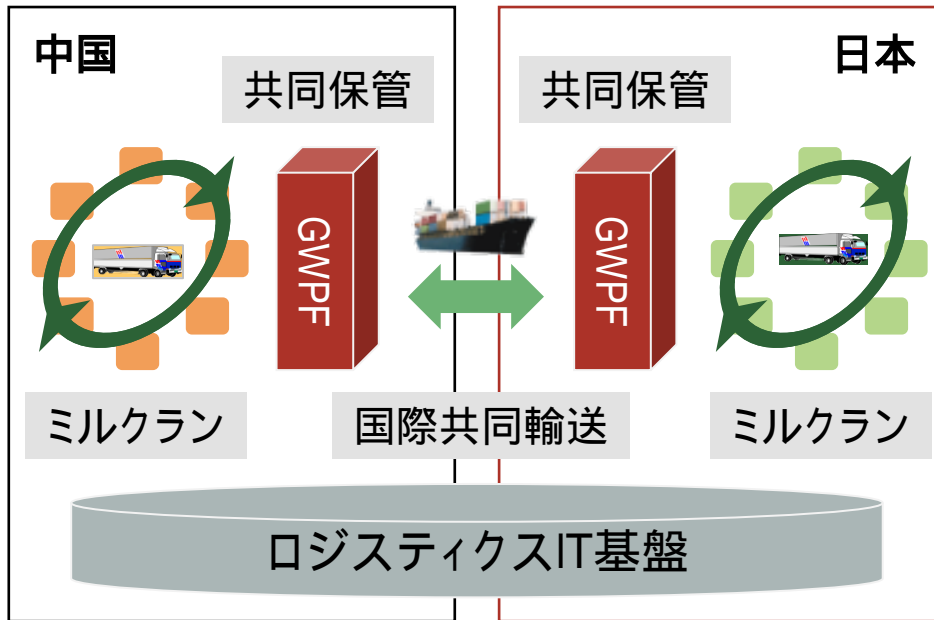 中国
日本
共同保管
共同保管
GWPF
GWPF
ミルクラン
国際共同輸送
ミルクラン
ロジスティクスIT基盤